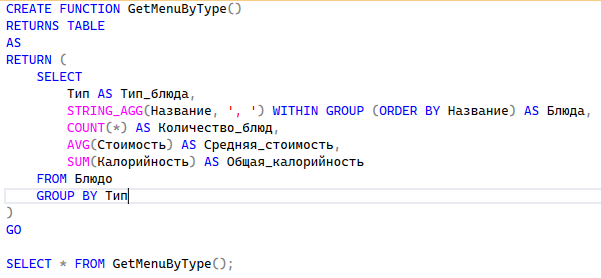 CREATE FUNCTION GetMenuByType()
RETURNS TABLE
AS
RETURN (
    SELECT
        Тип AS Тип_блюда,
        STRING_AGG(Название, ', ') WITHIN GROUP (ORDER BY Название) AS Блюда,
        COUNT(*) AS Количество_блюд,
        AVG(Стоимость) AS Средняя_стоимость,
        SUM(Калорийность) AS Общая_калорийность
    FROM Блюдо
    GROUP BY Тип
)
GO
SELECT * FROM GetMenuByType();